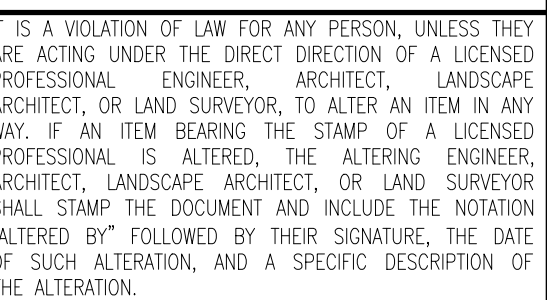 IT IS A VIOLATION OF LAW FOR ANY PERSON, UNLESS THEY
ARE ACTING UNDER THE DIRECT DIRECTION OF A LICENSED
PROFESSIONAL ENGINEER, ARCHITECT, LANDSCAPE
ARCHITECT, OR LAND SURVEYOR, TO ALTER AN ITEM IN ANY
WAY. IF AN ITEM BEARING THE STAMP OF A LICENSED
PROFESSIONAL IS ALTERED, THE ALTERING ENGINEER,
ARCHITECT, LANDSCAPE ARCHITECT, OR LAND SURVEYOR
SHALL STAMP THE DOCUMENT AND INCLUDE THE NOTATION
ALTERED BY” FOLLOWED BY THEIR SIGNATURE, THE DATE
OF SUCH ALTERATION, AND A SPECIFIC DESCRIPTION OF
THE ALTERATION.